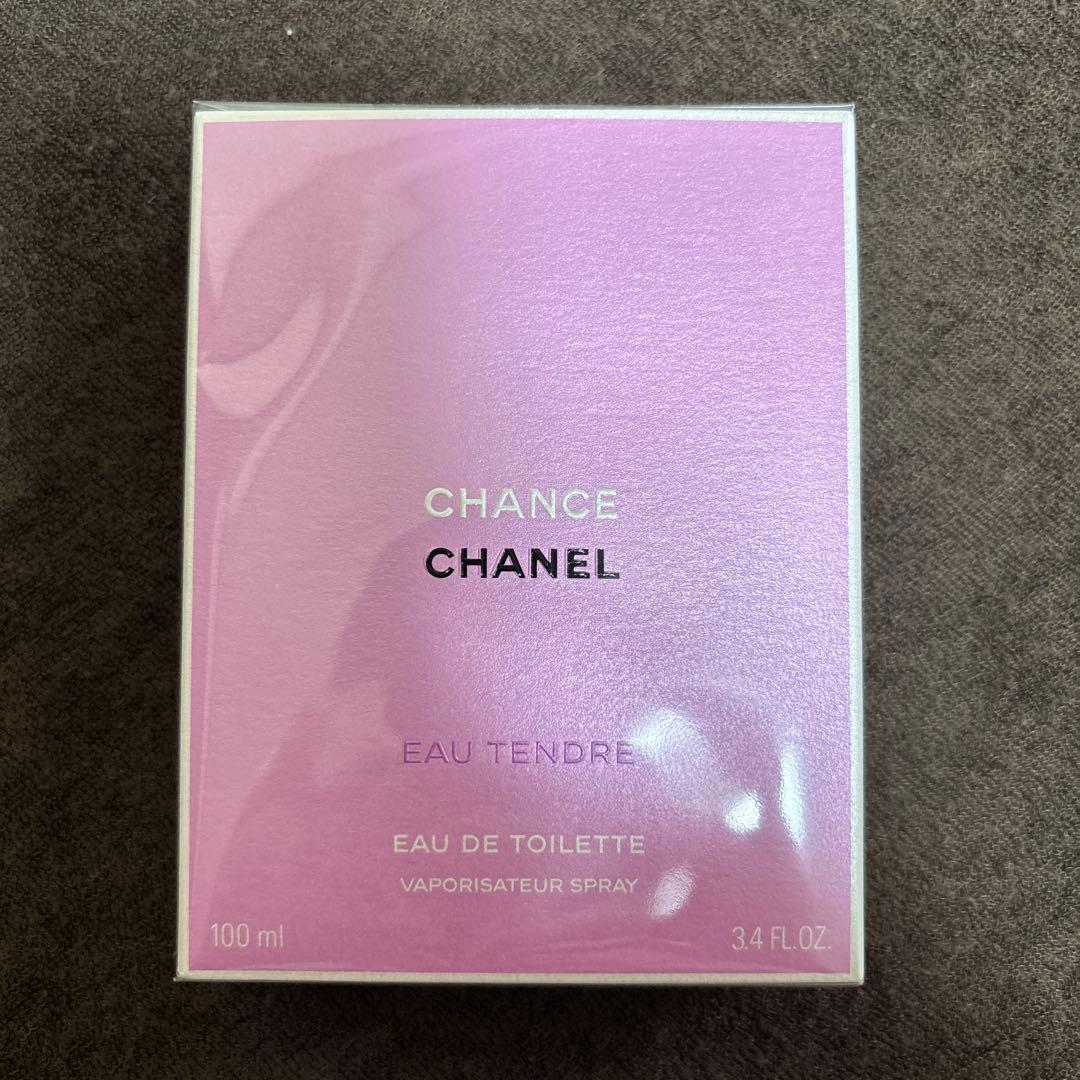 CHANCE
CHANEL
EAU TENDRE
EAU DE TOILETTE
VAPORISATEUR SPRAY
100 ml 3.4 FL.OZ.